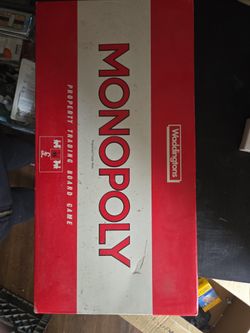 Waddingtons
MONOPOLY
PROPERTY TRADING BOARD GAME